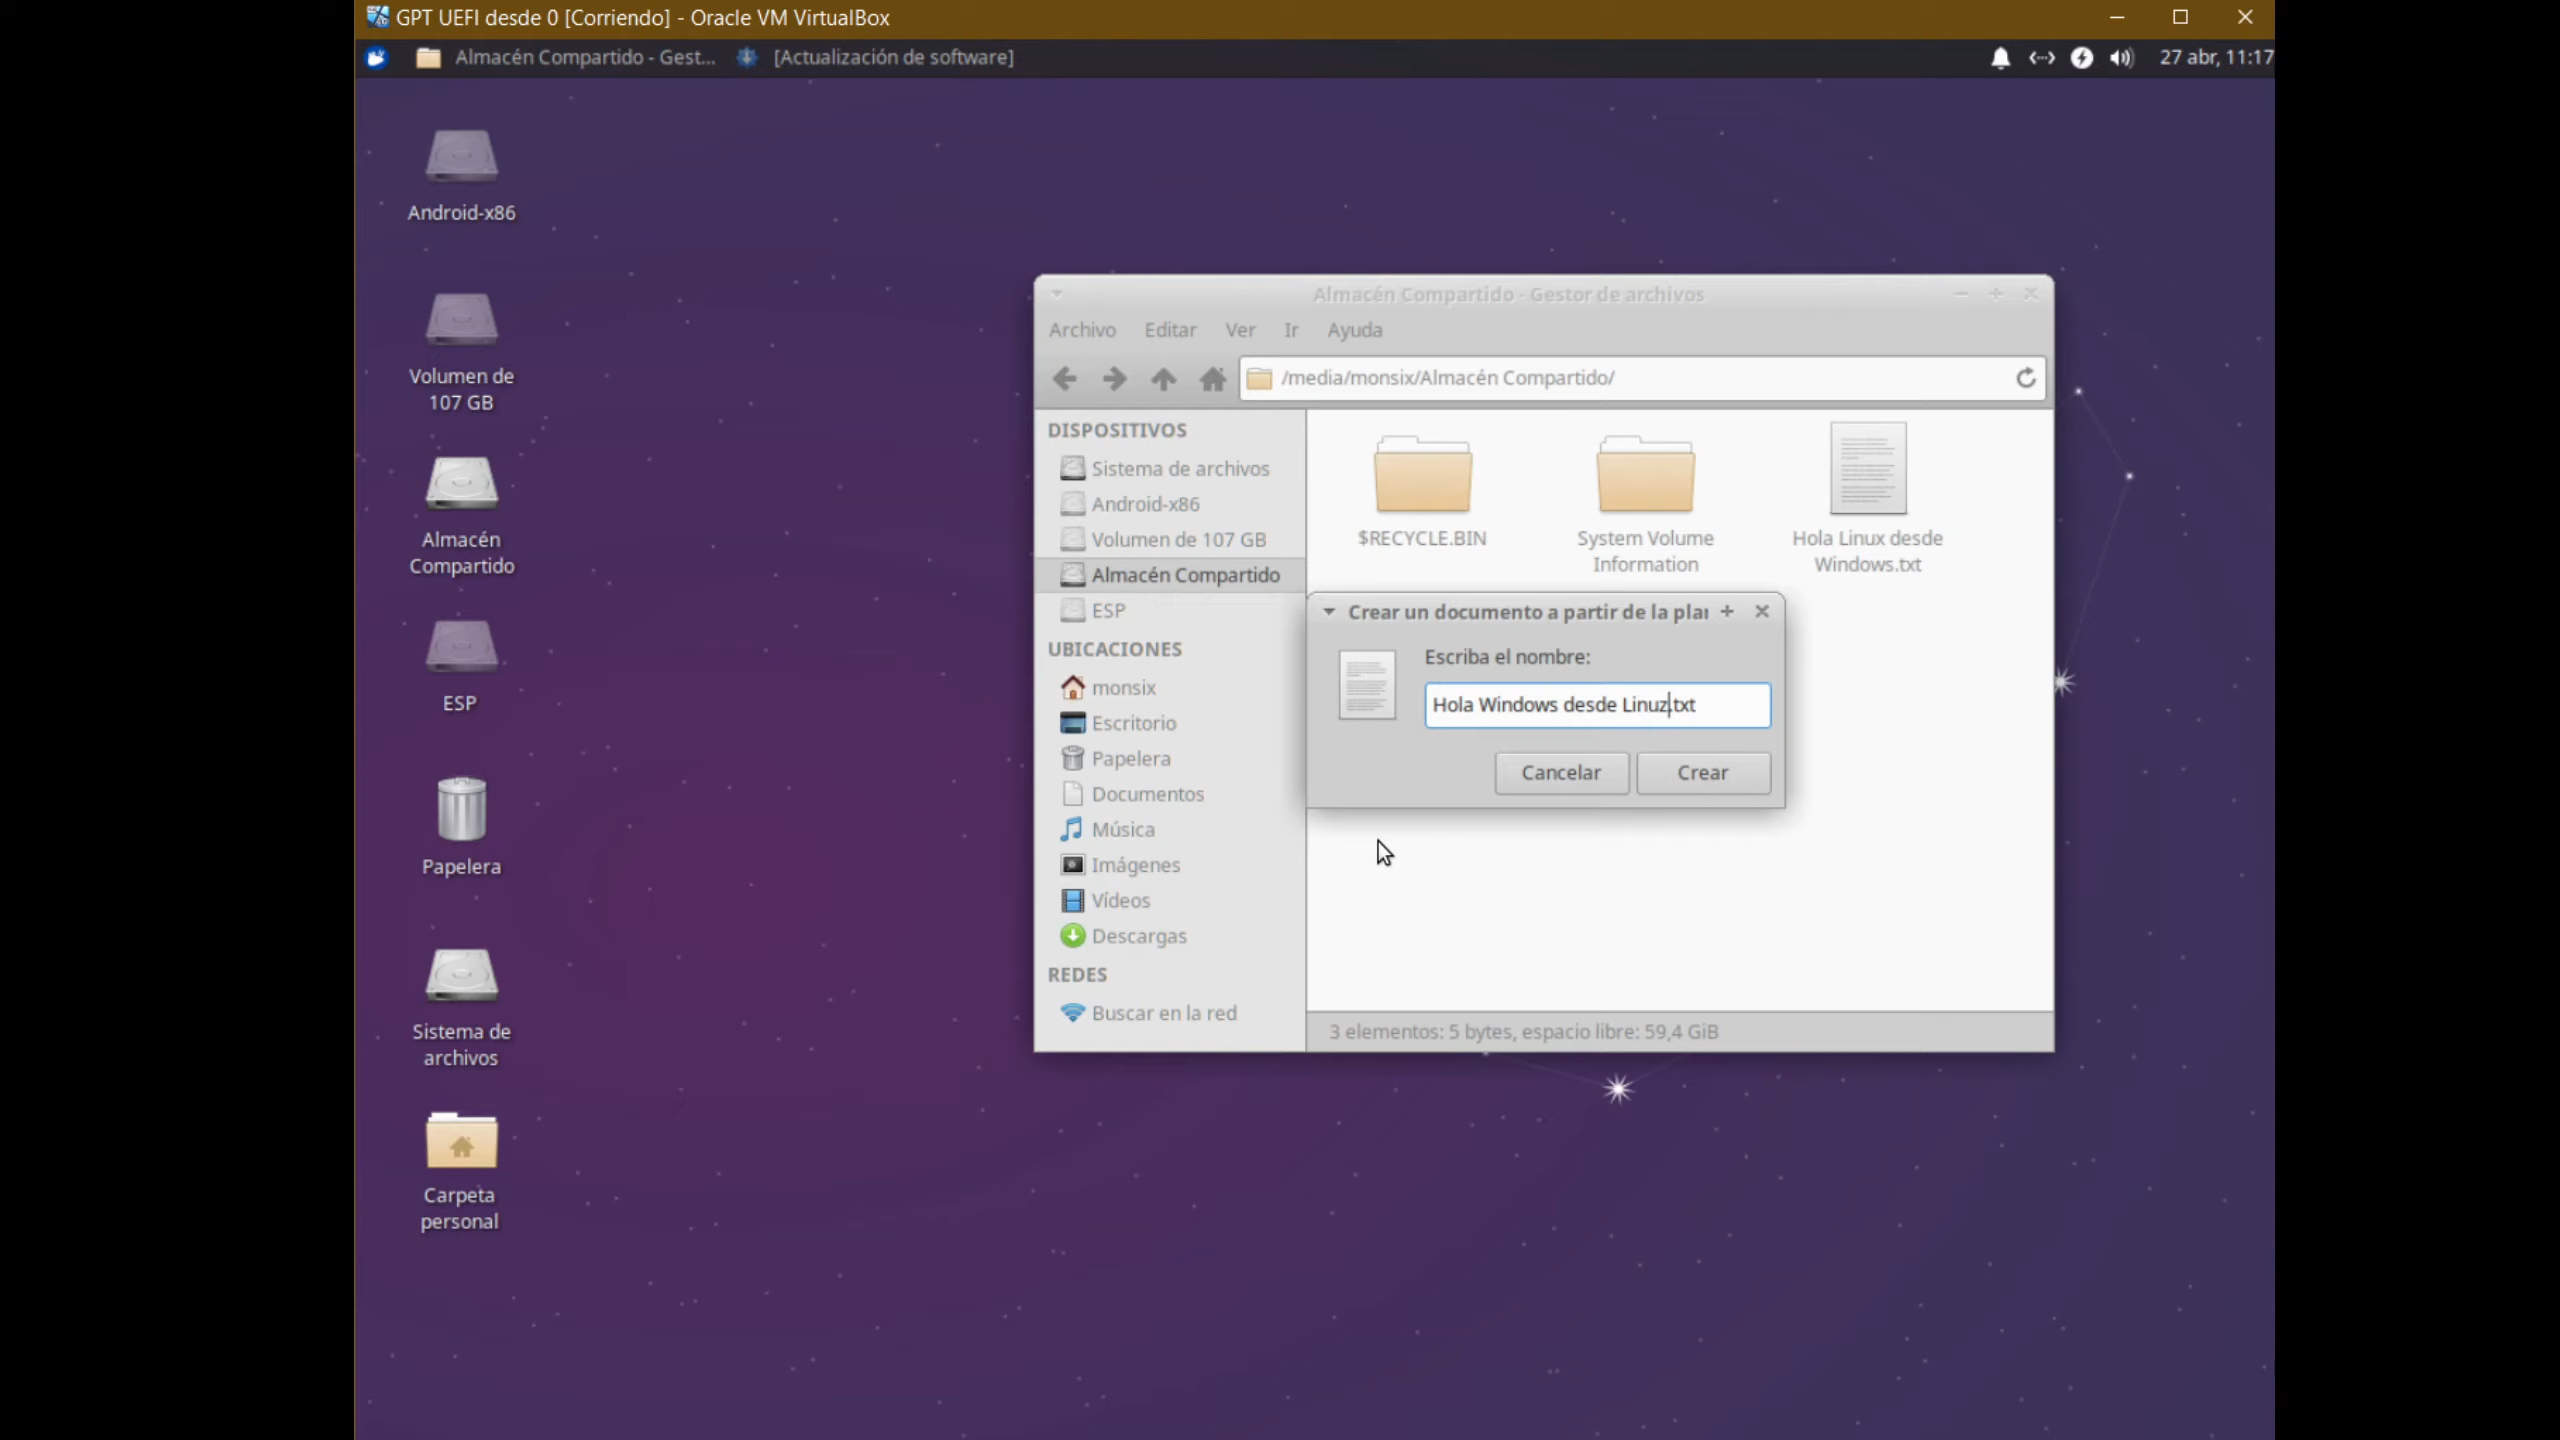 GPT UEFI desde 0 [Corriendo] - Oracle VM VirtualBox
Almacén Compartido - Gest...
[Actualización de software]
27 abr, 11:17
Android-x86
Volumen de
107 GB
Almacén
Compartido
ESP
Papelera
Sistema de
archivos
Carpeta
personal
Almacén Compartido - Gestor de archivos
Archivo Editar Ver Ir Ayuda
/media/monsix/Almacén Compartido/
DISPOSITIVOS
Sistema de archivos
Android-x86
Volumen de 107 GB
Almacén Compartido
ESP
UBICACIONES
monsix
Escritorio
Papelera
Documentos
Música
Imágenes
Vídeos
Descargas
REDES
Buscar en la red
$RECYCLE.BIN
System Volume
Information
Hola Linux desde
Windows.txt
Crear un documento a partir de la plan
Escriba el nombre:
Hola Windows desde Linuz.txt
Cancelar
Crear
3 elementos: 5 bytes, espacio libre: 59,4 GiB